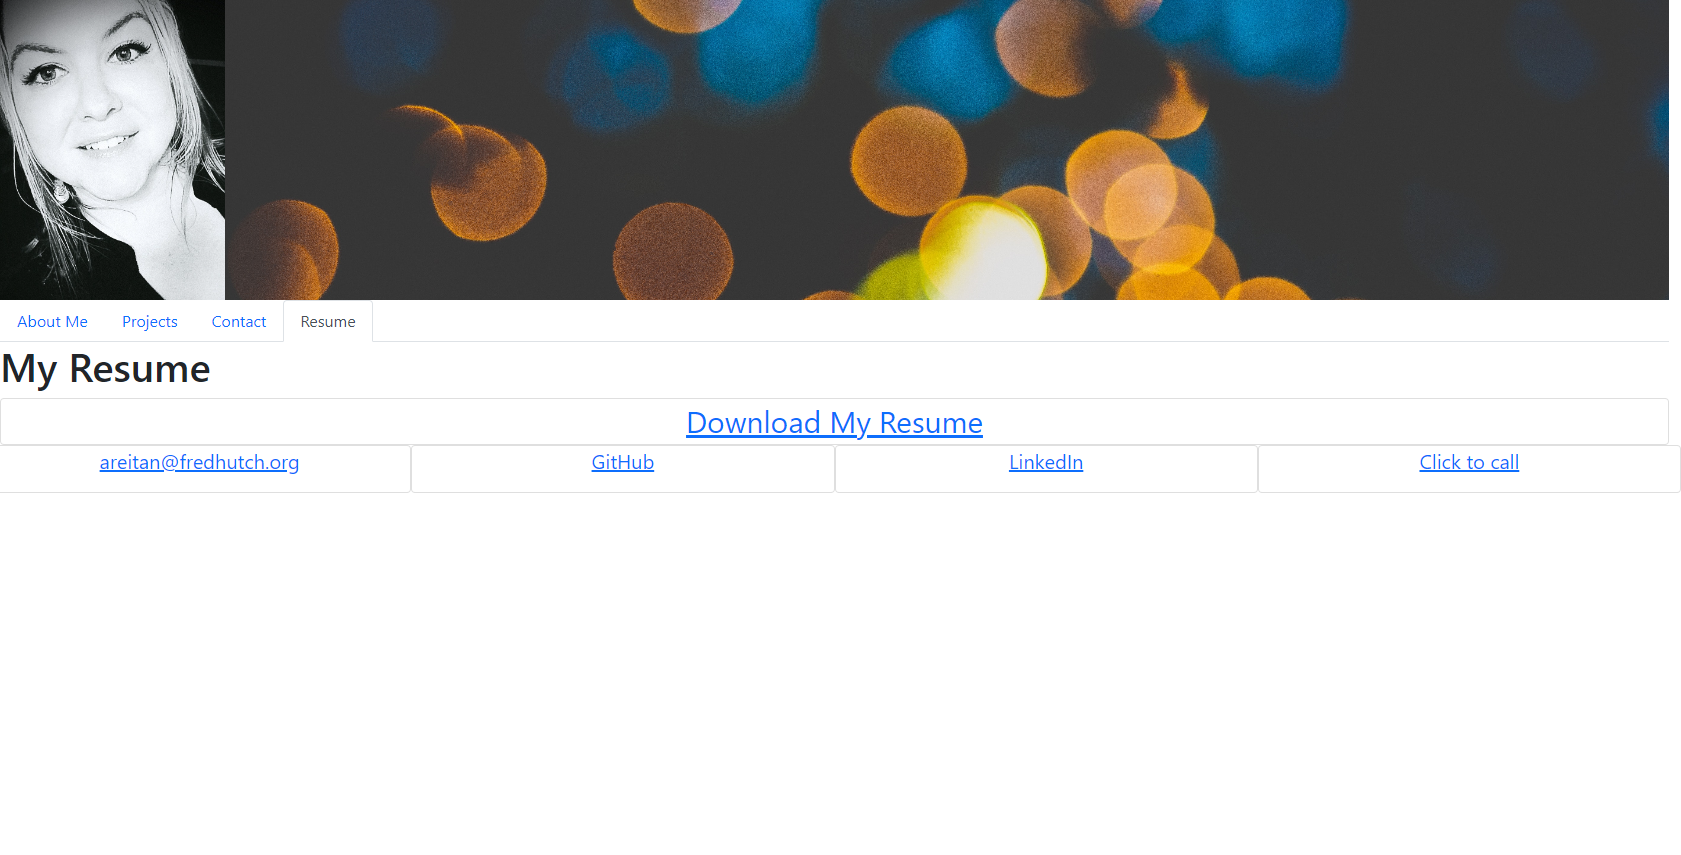 About Me Projects Contact Resume
My Resume
Download My Resume
areitan@fredhutch.org GitHub LinkedIn Click to call